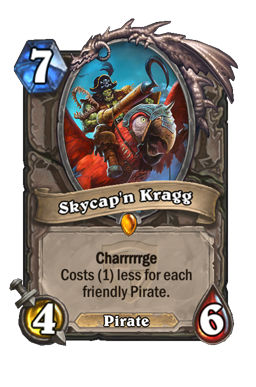 7
Skycap'n Kragg
Charrrrrge
Costs (1) less for each
friendly Pirate.
4
Pirate
6